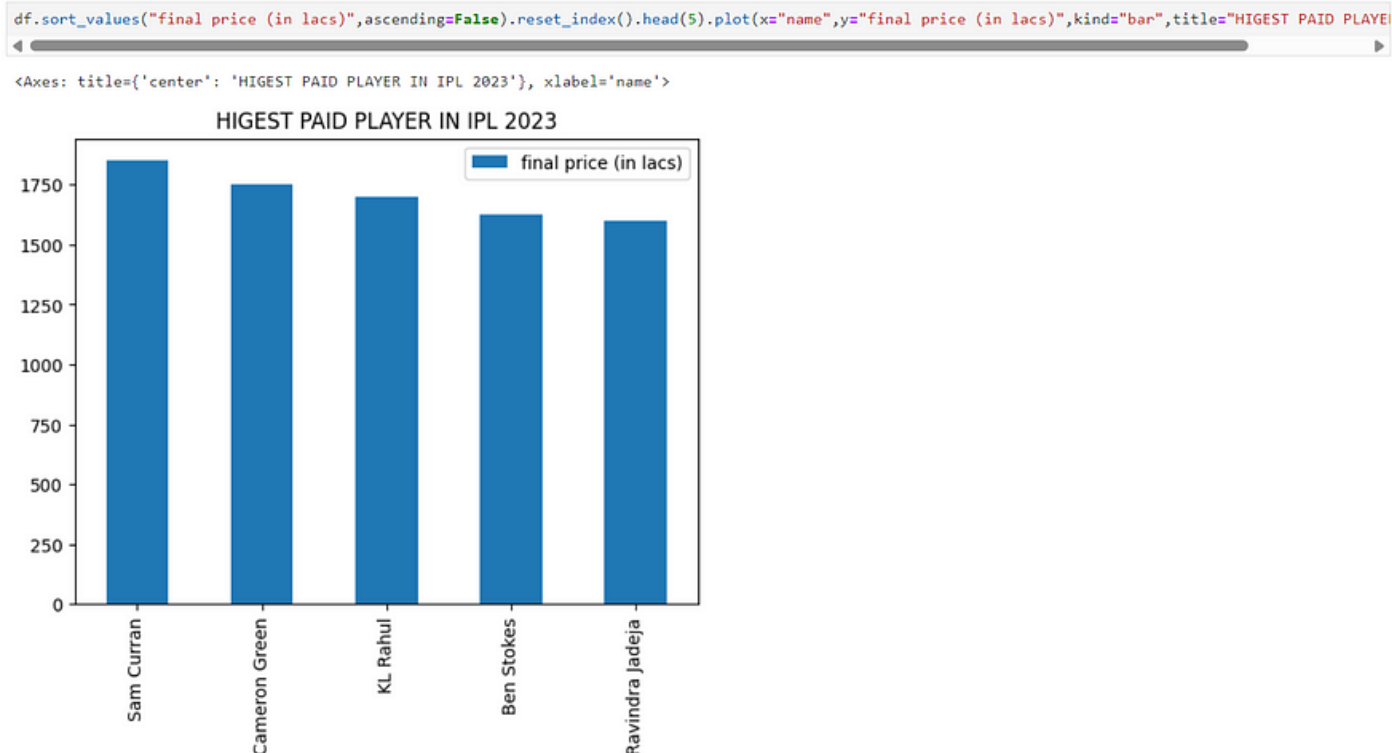 df.sort_values("final price (in lacs)",ascending=False).reset_index().head(5).plot(x="name",y="final price (in lacs)",kind="bar",title="HIGEST PAID
<Axes: title={'center': 'HIGEST PAID PLAYER IN IPL 2023'}, xlabel='name'>
HIGEST PAID PLAYER IN IPL 2023
final price (in lacs)
1750
1500
1250
1000
750
500
250
0
Sam Curran
Cameron Green
KL Rahul
Ben Stokes
Ravindra Jadeja